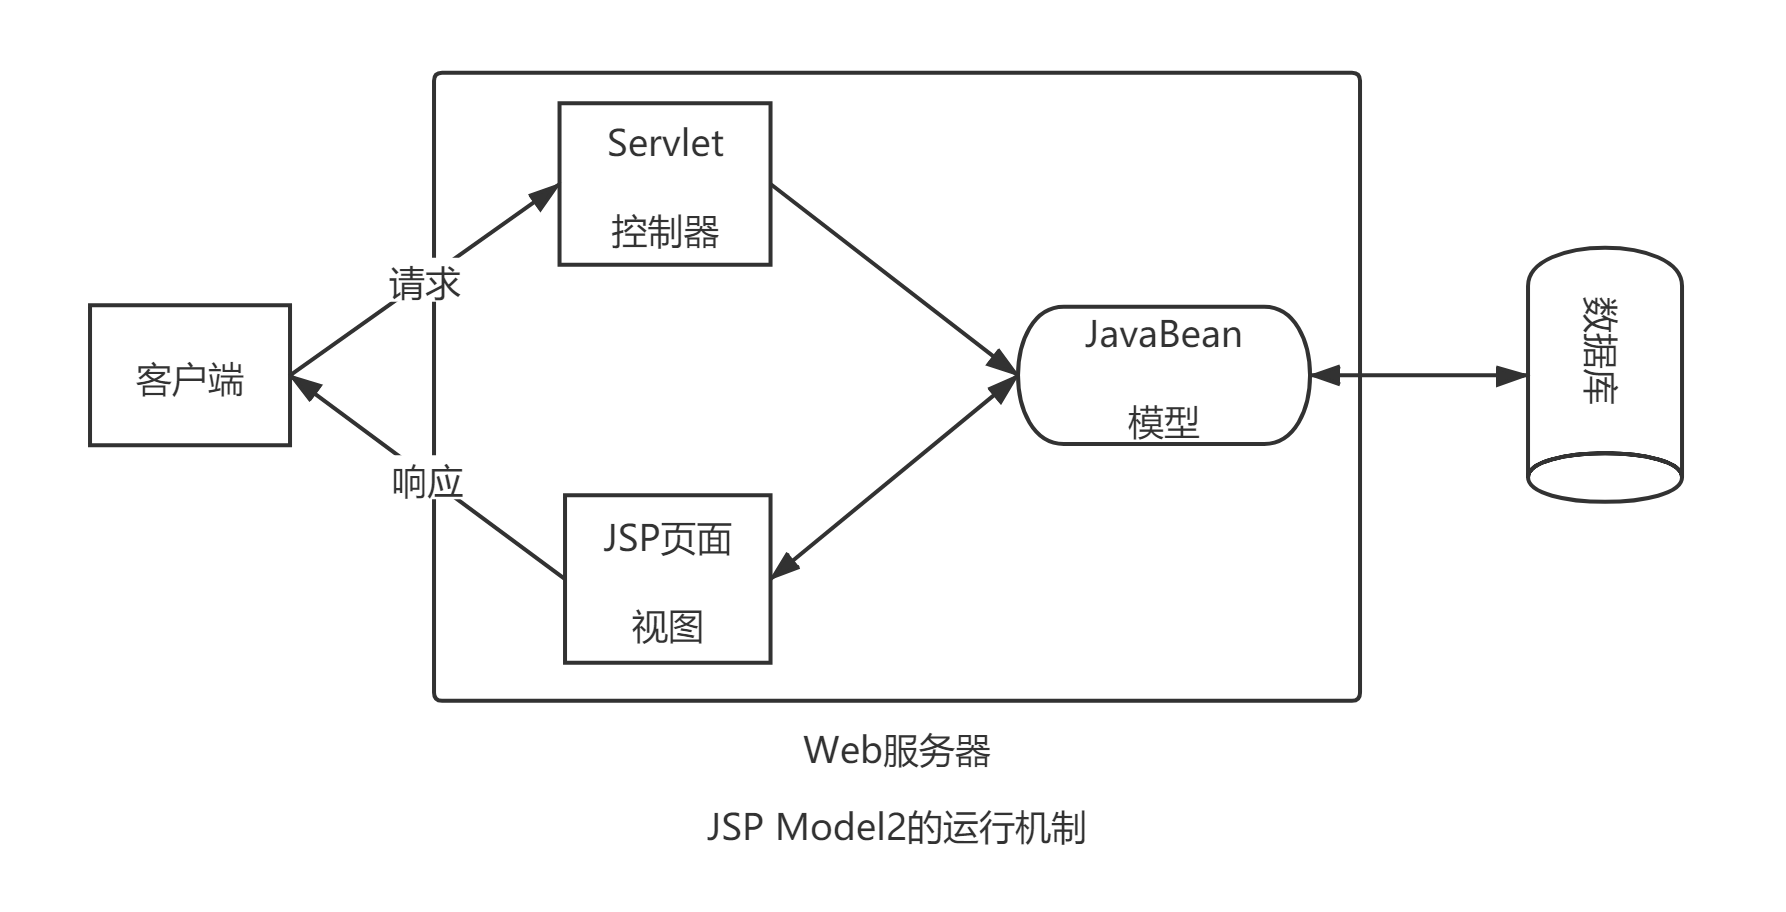 Servlet
控制器
请求
客户端
JavaBean
模型
数据库
响应
JSP页面
视图
Web服务器
JSP Model2的运行机制